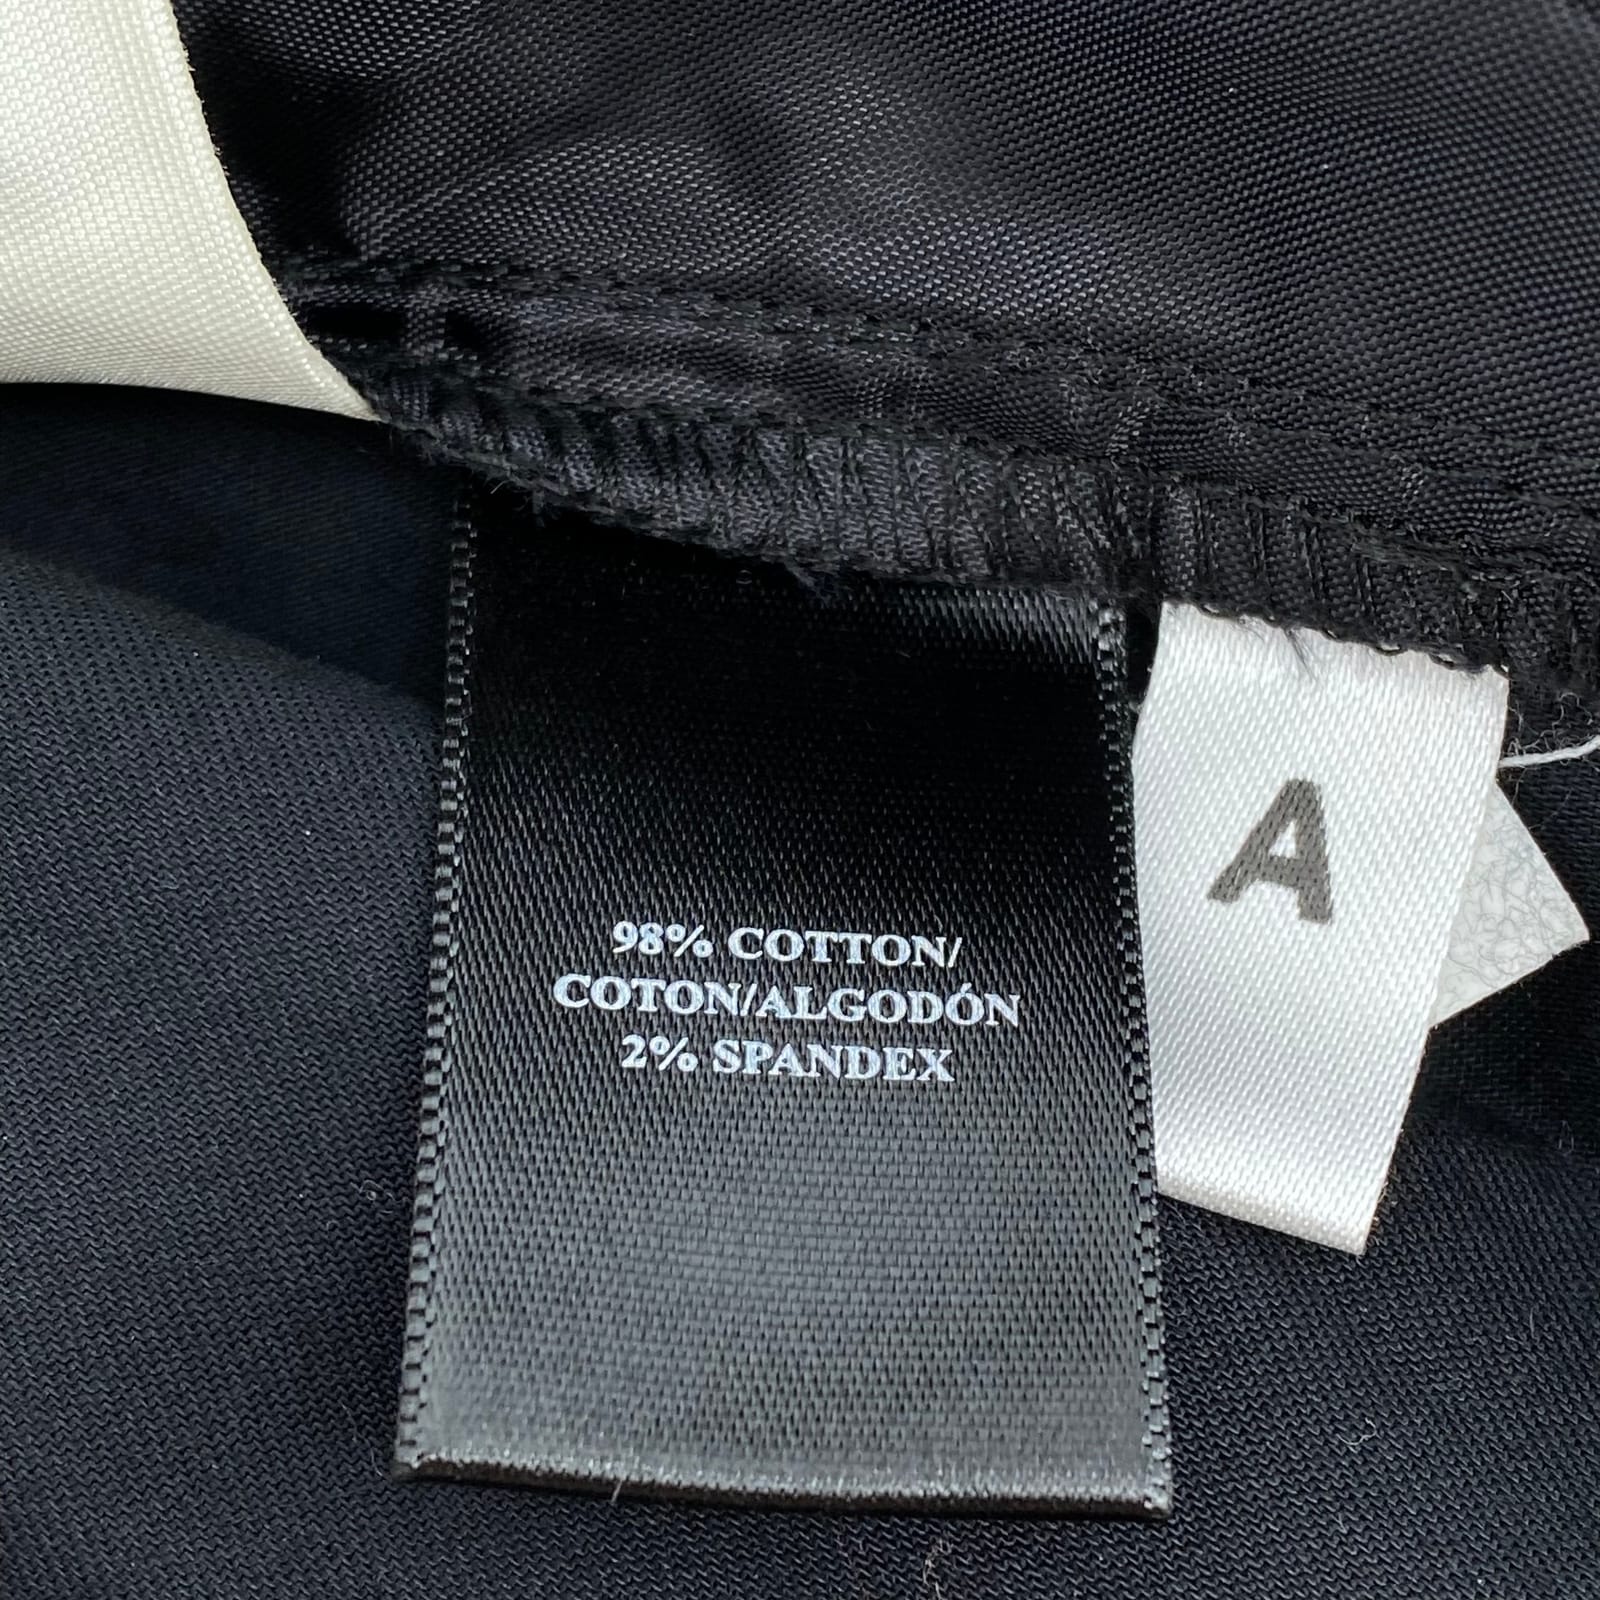 98% COTTON/
COTON/ALGODÓN
2% SPANDEX
A